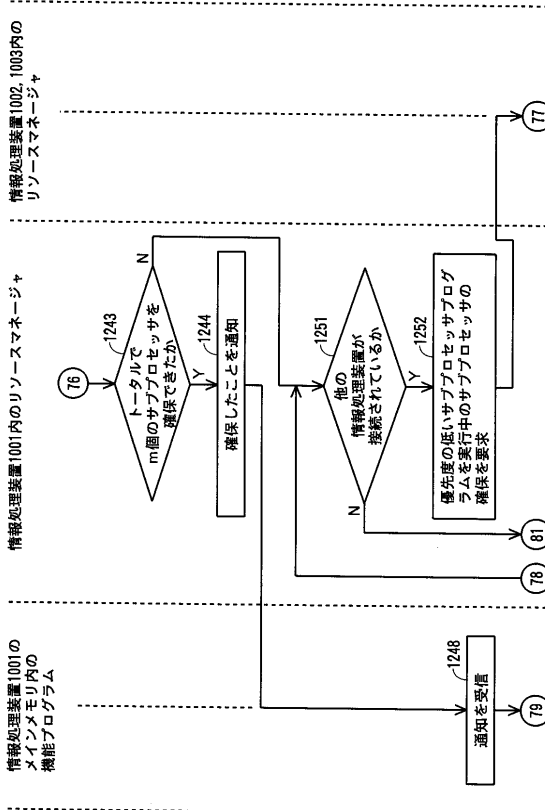 情報処理装置1001の
メインメモリ内の
機能プログラム
情報処理装置1001内のリソースマネージャ
情報処理装置1002, 1003内の
リソースマネージャ
76
1243
トータルで
m個のサブプロセッサを
確保できたか
N
Y
1244
確保したことを通知
1251
他の
情報処理装置が
接続されているか
N
Y
1252
優先度の低いサブプロセッサプログ
ラムを実行中のサブプロセッサの
確保を要求
1248
通知を受信
79
78
81
77